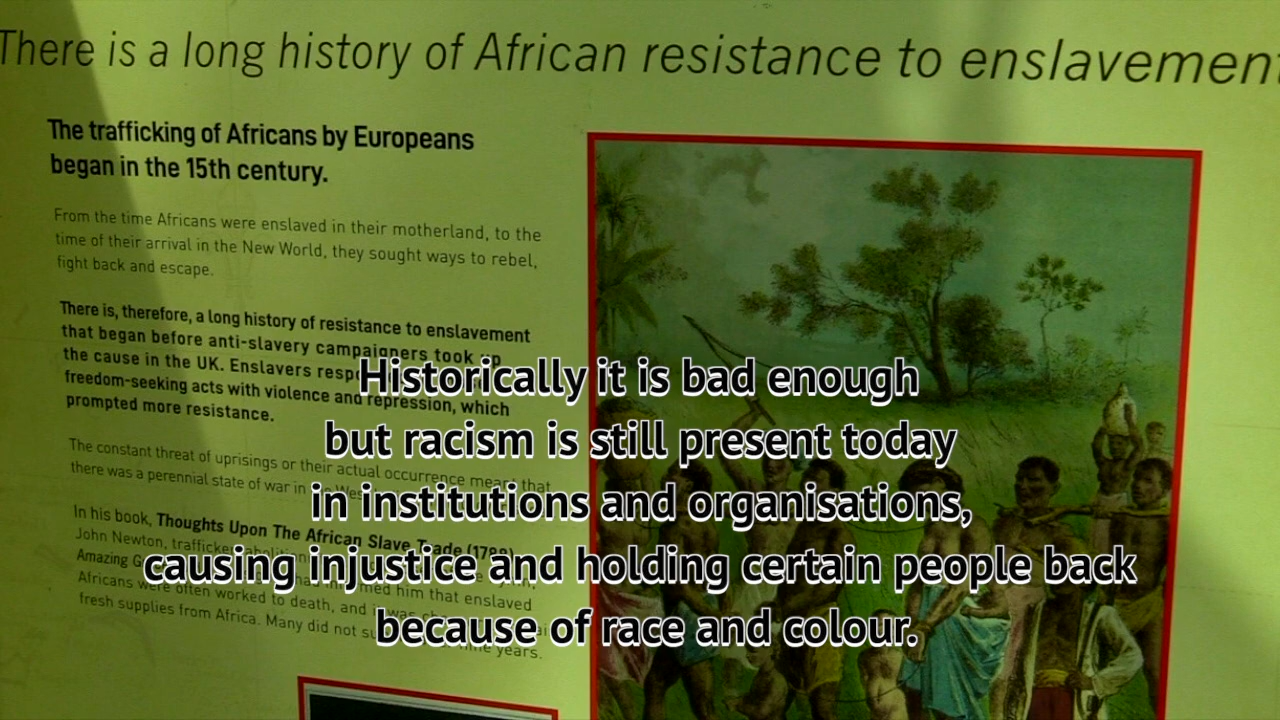 There is a long history of African resistance to enslavement
The trafficking of Africans by Europeans
began in the 15th century.
From the time Africans were enslaved in their motherland, to the
time of their arrival in the New World, they sought ways to rebel,
fight back and escape.
There is, therefore, a long history of resistance to enslavement
that began before anti-slavery campaigners took up
the cause in the UK. Enslavers
freedom-seeking acts with violence and repression, which
prompted more resistance.
The constant threat of uprisings or their actual occurrence meant that
there was a perennial state of war in
In his book, Thoughts Upon The African Slave Trade (1788),
John Newton,
Amazing
him that enslaved
Africans were often worked to death, and
fresh supplies from Africa. Many did not
years.
Historically it is bad enough
but racism is still present today
in institutions and organisations,
causing injustice and holding certain people back
because of race and colour.